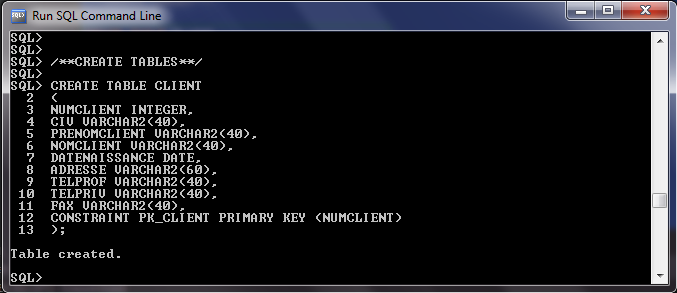 Run SQL Command Line
SQL>
SQL>
SQL> /**CREATE TABLES**/
SQL>
SQL> CREATE TABLE CLIENT
2 (
3 NUMCLIENT INTEGER,
4 CIV VARCHAR2(40),
5 PRENOMCLIENT VARCHAR2(40),
6 NOMCLIENT VARCHAR2(40),
7 DATENAISSANCE DATE,
8 ADRESSE VARCHAR2(60),
9 TELPROF VARCHAR2(40),
10 TELPRIV VARCHAR2(40),
11 FAX VARCHAR2(40),
12 CONSTRAINT PK_CLIENT PRIMARY KEY (NUMCLIENT)
13 );
Table created.
SQL>